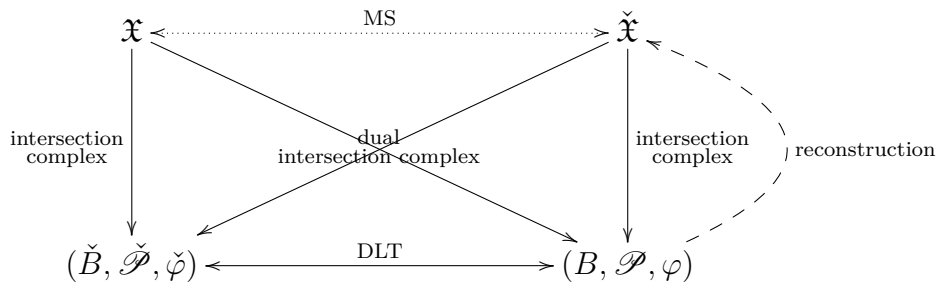 MS
𝔛 𝔛̌
dual
intersection intersection
complex intersection complex complex
reconstruction
DLT
(B̌, 𝒫̌, φ̌) (B, 𝒫, φ)